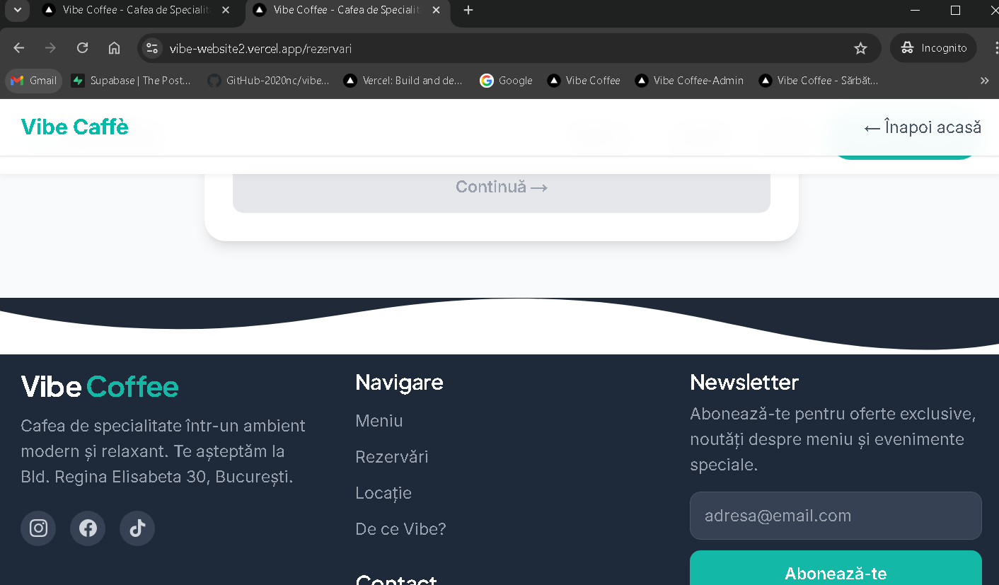 Vibe Coffee - Cafea de Specialit
Vibe Coffee - Cafea de Specialit
vibe-website2.vercel.app/rezervari
Incognito
Gmail
Supabase | The Post...
GitHub-2020nc/vibe...
Vercel: Build and de...
Google
Vibe Coffee
Vibe Coffee-Admin
Vibe Coffee - Sărbăt...
Vibe Caffè
← Înapoi acasă
Continuă →
Vibe Coffee
Cafea de specialitate într-un ambient
modern și relaxant. Te așteptăm la
Bld. Regina Elisabeta 30, București.
Navigare
Meniu
Rezervări
Locație
De ce Vibe?
Contact
Newsletter
Abonează-te pentru oferte exclusive,
noutăți despre meniu și evenimente
speciale.
adresa@email.com
Abonează-te